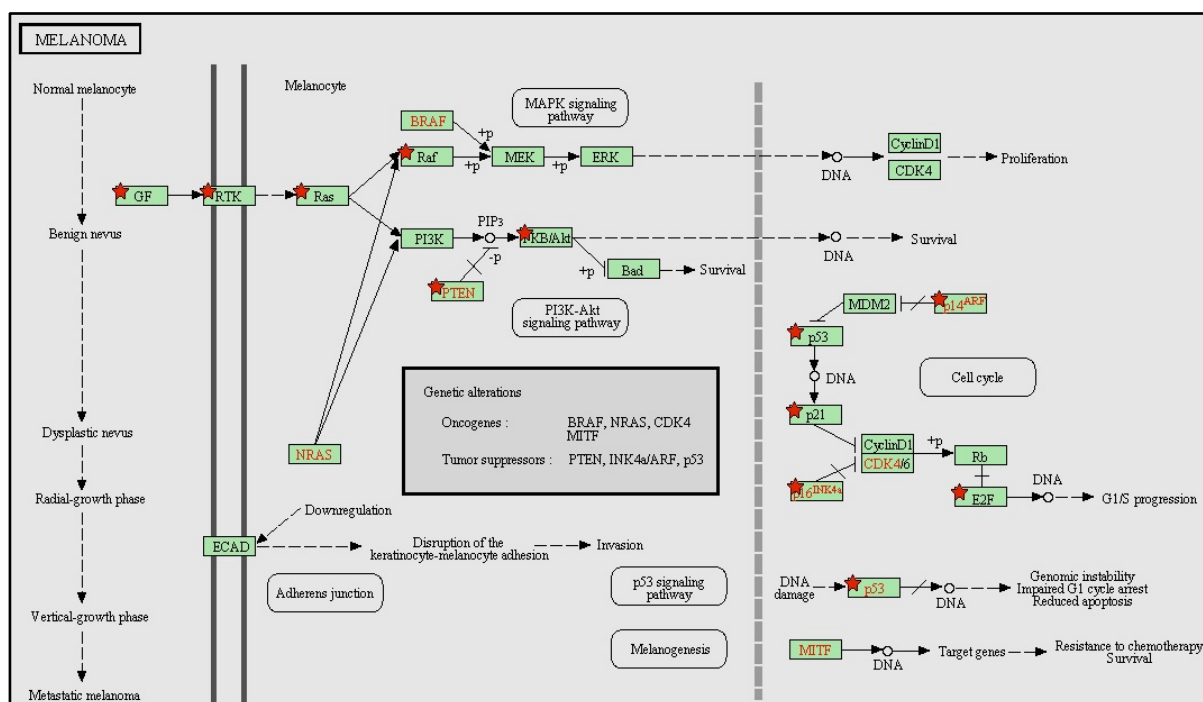 MELANOMA
Normal melanocyte
Benign nevus
Dysplastic nevus
Radial-growth phase
Vertical-growth phase
Metastatic melanoma
Melanocyte
BRAF
+p
MAPK signaling
pathway
Raf
+p
MEK
+p
ERK
DNA
CyclinD1
CDK4
Proliferation
GF
RTK
Ras
PI3K
PIP3
-p
PKB/Akt
DNA
Survival
+p
Bad
Survival
PTEN
PI3K-Akt
signaling pathway
MDM2
p14ARF
p53
DNA
Cell cycle
p21
CyclinD1
CDK4/6
+p
Rb
p16INK4a
E2F
DNA
G1/S progression
Genetic alterations
Oncogenes : BRAF, NRAS, CDK4
MITF
Tumor suppressors : PTEN, INK4a/ARF, p53
NRAS
Downregulation
ECAD
Disruption of the
keratinocyte-melanocyte adhesion
Invasion
Adherens junction
p53 signaling
pathway
Melanogenesis
DNA
damage
p53
DNA
Genomic instability
Impaired G1 cycle arrest
Reduced apoptosis
MITF
DNA
Target genes
Resistance to chemotherapy
Survival